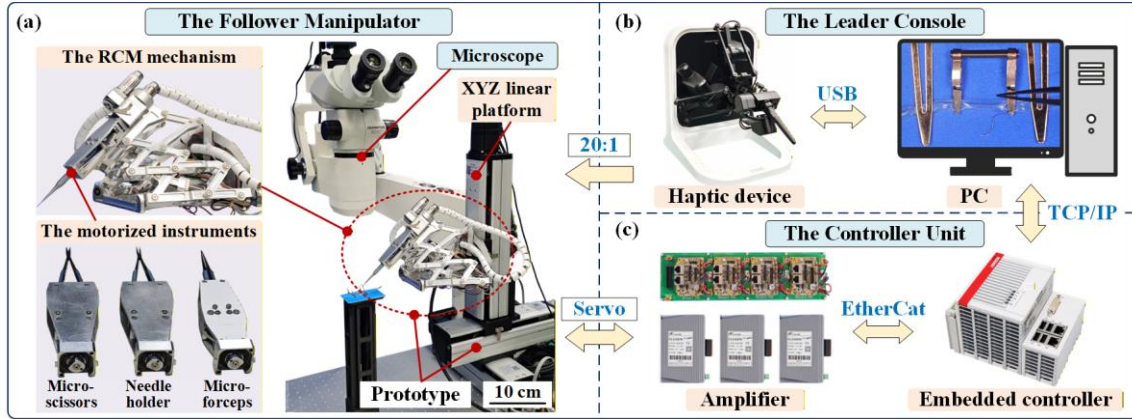 (a)
The Follower Manipulator
The RCM mechanism
Microscope
XYZ linear
platform
The motorized instruments
Micro-
scissors
Needle
holder
Micro-
forceps
Prototype
10 cm
20:1
Servo
(b)
The Leader Console
USB
Haptic device
PC
TCP/IP
(c)
The Controller Unit
EtherCat
Amplifier
Embedded controller